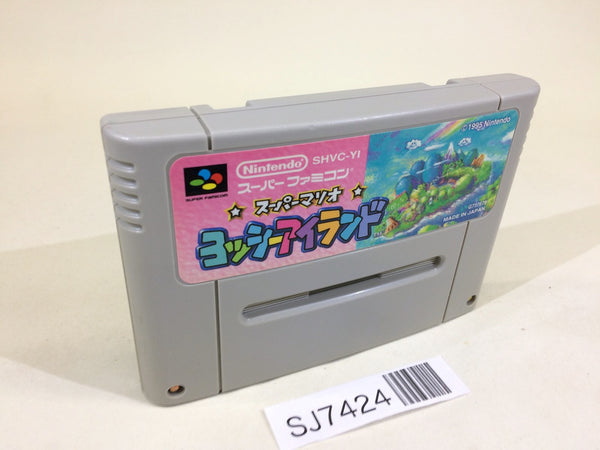 © 1995 Nintendo
Nintendo SHVC-YI
スーパーファミコン
SUPER FAMICOM
スーパーマリオ
ヨッシーアイランド
MADE IN JAPAN
SJ7424